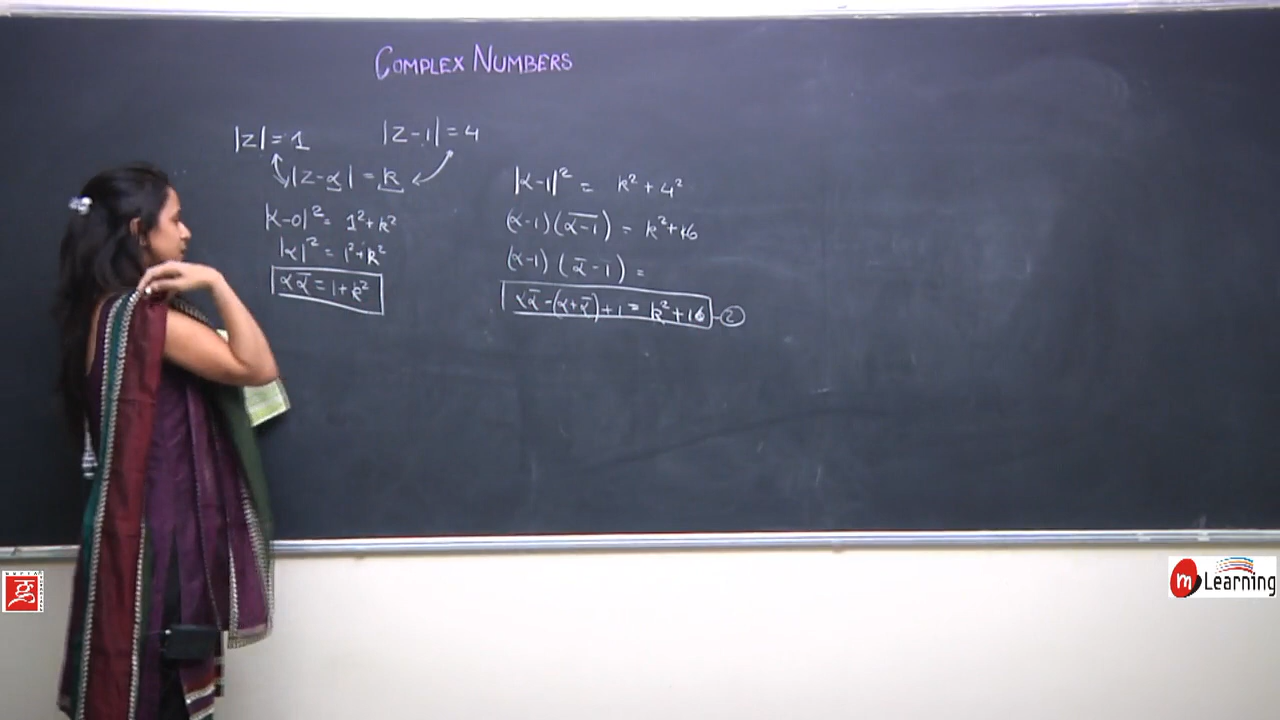 COMPLEX NUMBERS
|z| = 1
|z-1| = 4
|z-α| = k
|α-0|² = 1²+k²
|α|² = 1²+k²
αᾱ = 1+k²
|α-1|² = k²+4²
(α-1)(α̅-̅1̅) = k²+16
(α-1)(ᾱ-1) =
αᾱ-(α+ᾱ)+1 = k²+16 -②
m Learning